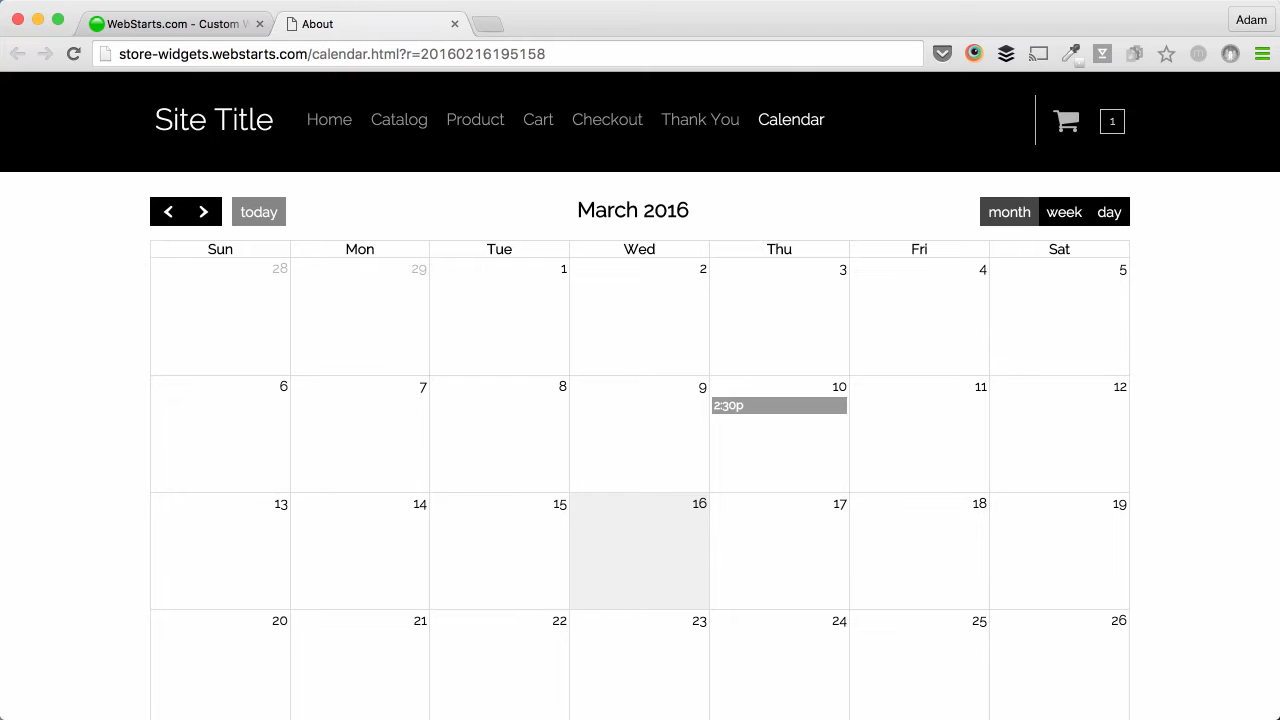 WebStarts.com - Custom W
About
Adam
store-widgets.webstarts.com/calendar.html?r=20160216195158
Site Title
Home Catalog Product Cart Checkout Thank You Calendar
1
today
March 2016
month week day
Sun Mon Tue Wed Thu Fri Sat
28 29 1 2 3 4 5
6 7 8 9 10 11 12
2:30p
13 14 15 16 17 18 19
20 21 22 23 24 25 26